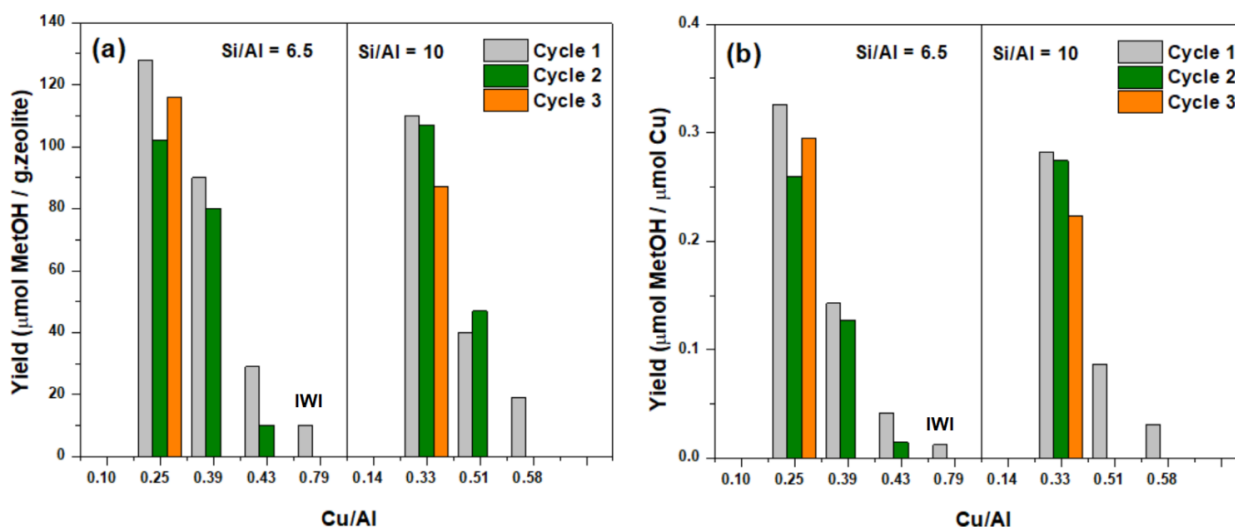 (a)
Si/Al = 6.5
Si/Al = 10
Cycle 1
Cycle 2
Cycle 3
Yield (μmol MetOH / g.zeolite)
140
120
100
80
60
40
20
0
IWI
0.10 0.25 0.39 0.43 0.79 0.14 0.33 0.51 0.58
Cu/Al
(b)
Si/Al = 6.5
Si/Al = 10
Cycle 1
Cycle 2
Cycle 3
Yield (μmol MetOH / μmol Cu)
0.4
0.3
0.2
0.1
0.0
IWI
0.10 0.25 0.39 0.43 0.79 0.14 0.33 0.51 0.58
Cu/Al